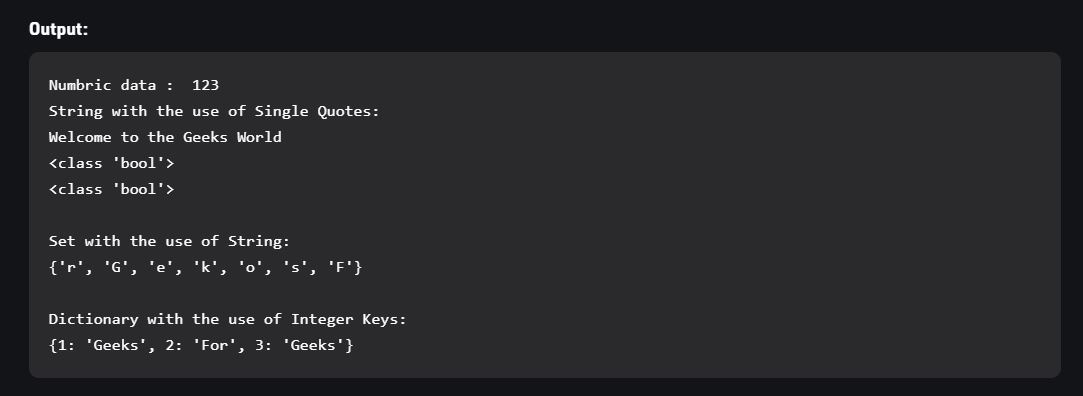 Output:
Numbric data :  123
String with the use of Single Quotes:
Welcome to the Geeks World
<class 'bool'>
<class 'bool'>
Set with the use of String:
{'r', 'G', 'e', 'k', 'o', 's', 'F'}
Dictionary with the use of Integer Keys:
{1: 'Geeks', 2: 'For', 3: 'Geeks'}